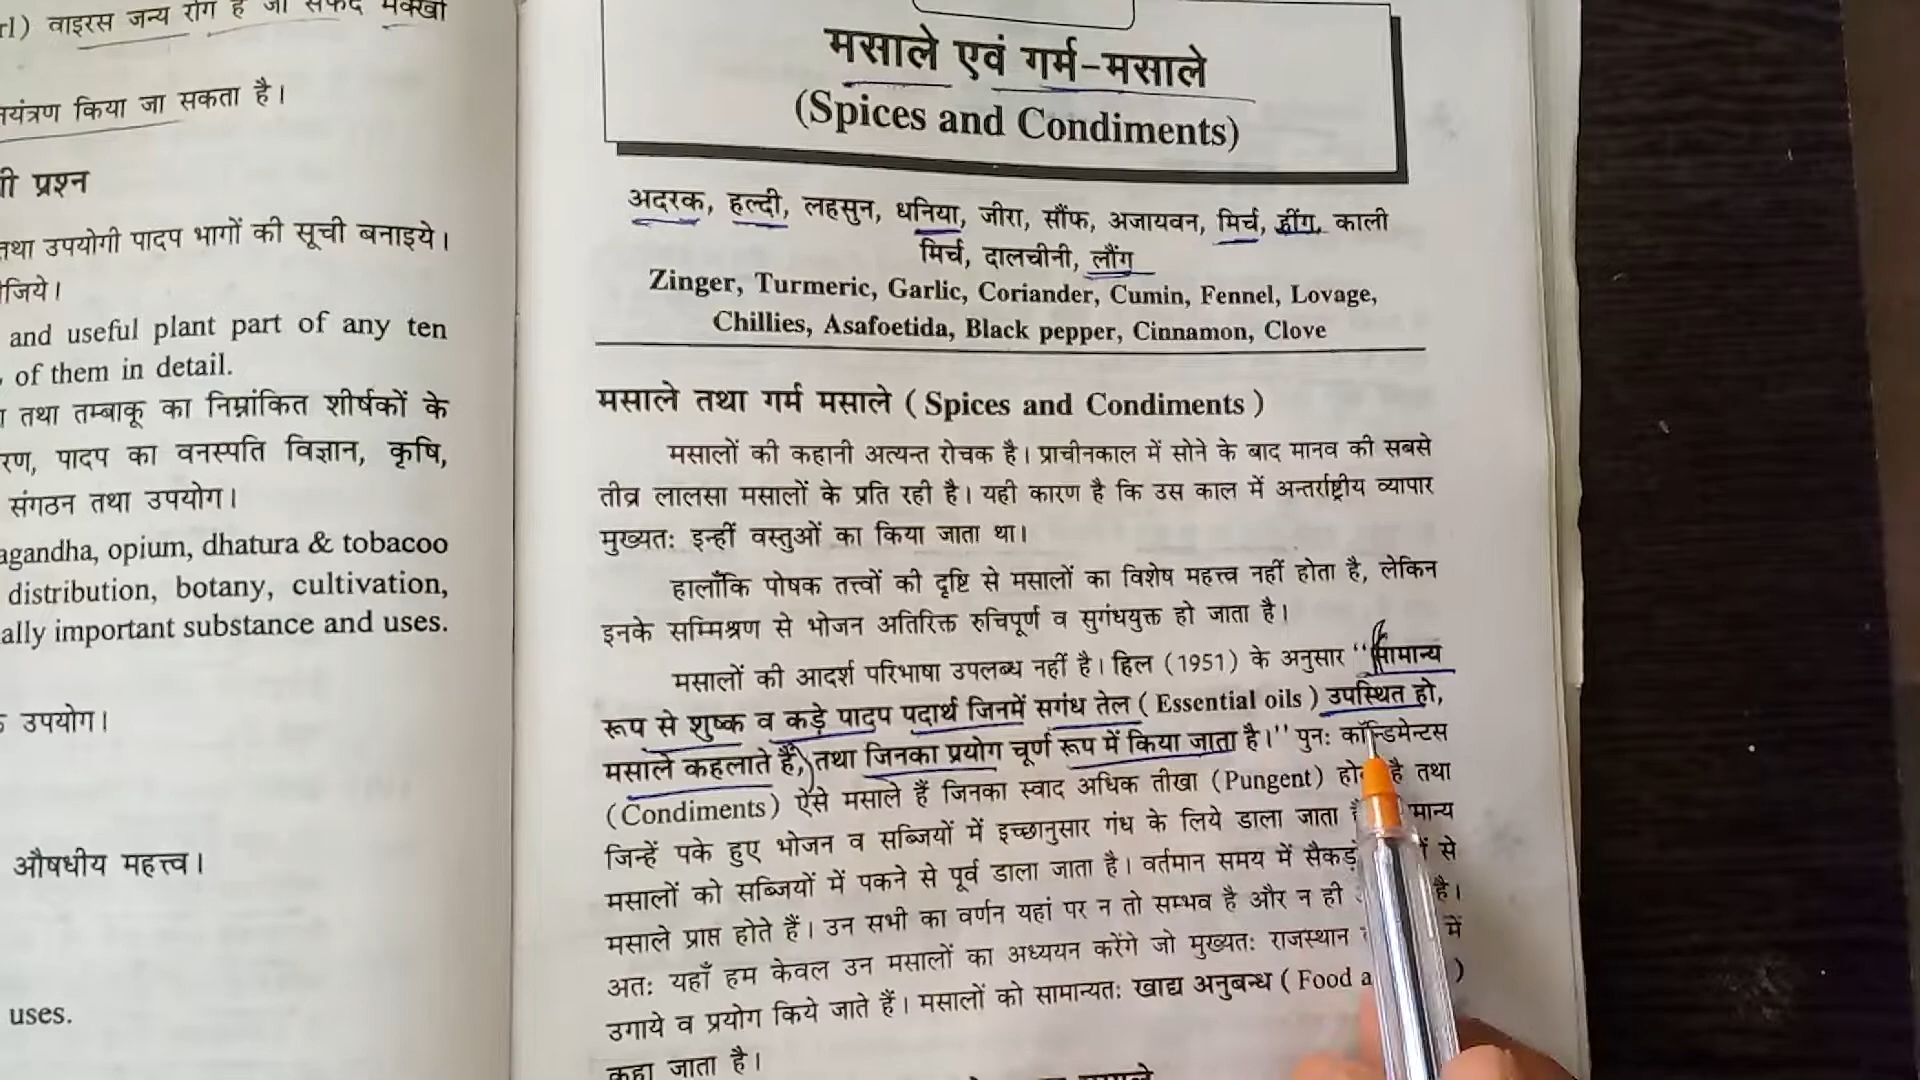 वाइरस जन्य रोग है जो सफेद मक्खी
किया जा सकता है।
प्रश्न
तथा उपयोगी पादप भागों की सूची बनाइये।
and useful plant part of any ten
of them in detail.
तथा तम्बाकू का निम्नांकित शीर्षकों के
पादप का वनस्पति विज्ञान, कृषि,
संगठन तथा उपयोग।
opium, dhatura & tobacoo
distribution, botany, cultivation,
important substance and uses.
उपयोग।
औषधीय महत्त्व।
uses.
मसाले एवं गर्म-मसाले
(Spices and Condiments)
अदरक, हल्दी, लहसुन, धनिया, जीरा, सौंफ, अजायवन, मिर्च, हींग, काली
मिर्च, दालचीनी, लौंग
Zinger, Turmeric, Garlic, Coriander, Cumin, Fennel, Lovage,
Chillies, Asafoetida, Black pepper, Cinnamon, Clove
मसाले तथा गर्म मसाले ( Spices and Condiments )
मसालों की कहानी अत्यन्त रोचक है। प्राचीनकाल में सोने के बाद मानव की सबसे
तीव्र लालसा मसालों के प्रति रही है। यही कारण है कि उस काल में अन्तर्राष्ट्रीय व्यापार
मुख्यत: इन्हीं वस्तुओं का किया जाता था।
हालाँकि पोषक तत्त्वों की दृष्टि से मसालों का विशेष महत्त्व नहीं होता है, लेकिन
इनके सम्मिश्रण से भोजन अतिरिक्त रुचिपूर्ण व सुगंधयुक्त हो जाता है।
मसालों की आदर्श परिभाषा उपलब्ध नहीं है। हिल (1951) के अनुसार ''सामान्य
रूप से शुष्क व कड़े पादप पदार्थ जिनमें सगंध तेल ( Essential oils ) उपस्थित हो,
मसाले कहलाते हैं, तथा जिनका प्रयोग चूर्ण रूप में किया जाता है।'' पुन: कॉन्डिमेन्टस
(Condiments) ऐसे मसाले हैं जिनका स्वाद अधिक तीखा (Pungent) है तथा
जिन्हें पके हुए भोजन व सब्जियों में इच्छानुसार गंध के लिये डाला जाता
मसालों को सब्जियों में पकने से पूर्व डाला जाता है। वर्तमान समय में से
मसाले प्राप्त होते हैं। उन सभी का वर्णन यहां पर न तो सम्भव है और न ही है।
अत: यहाँ हम केवल उन मसालों का अध्ययन करेंगे जो मुख्यत: राजस्थान में
उगाये व प्रयोग किये जाते हैं। मसालों को सामान्यत: खाद्य अनुबन्ध ( Food )
कहा जाता है।